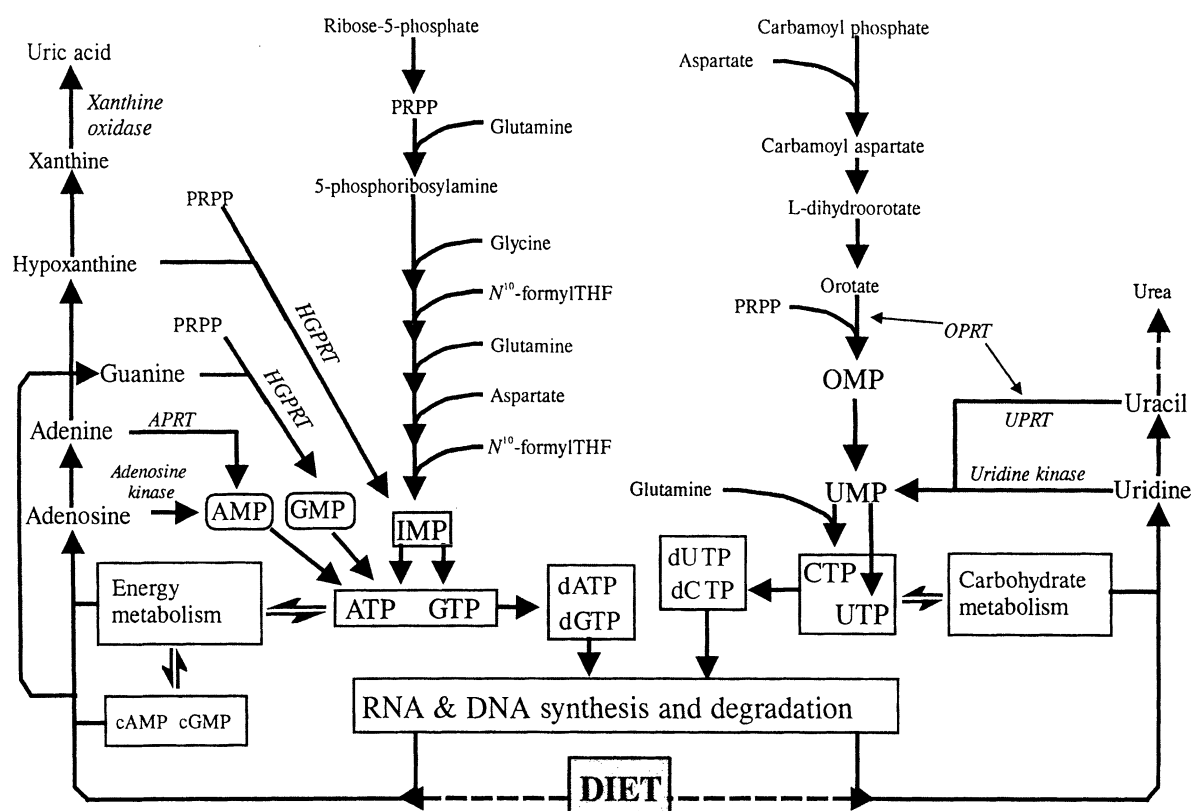 Ribose-5-phosphate
Carbamoyl phosphate
Uric acid
Aspartate
Xanthine
oxidase
PRPP
Glutamine
Carbamoyl aspartate
Xanthine
5-phosphoribosylamine
PRPP
L-dihydroorotate
Glycine
Hypoxanthine
Orotate
N¹⁰-formylTHF
Urea
PRPP
PRPP
HGPRT
OPRT
Glutamine
Guanine
OMP
HGPRT
Aspartate
Uracil
APRT
UPRT
Adenine
N¹⁰-formylTHF
Adenosine
kinase
Uridine kinase
Glutamine
UMP
Uridine
Adenosine
AMP
GMP
IMP
dUTP
dCTP
CTP
UTP
Energy
metabolism
dATP
dGTP
Carbohydrate
metabolism
ATP GTP
RNA & DNA synthesis and degradation
cAMP cGMP
DIET